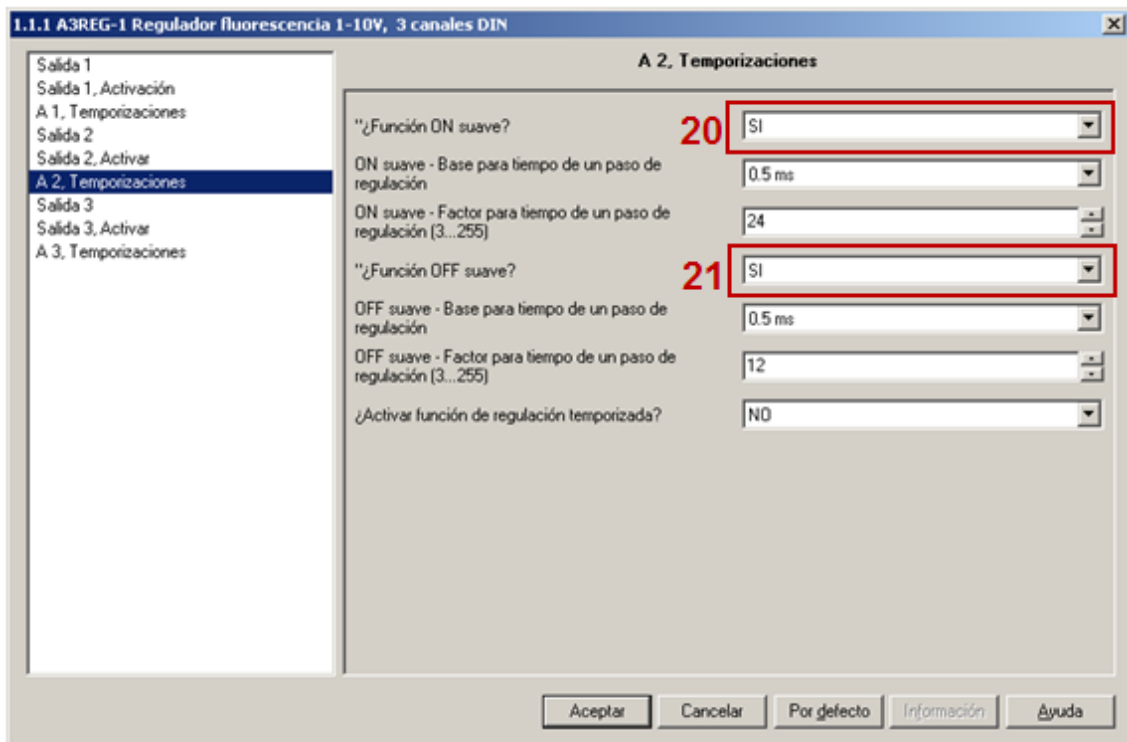 1.1.1 A3REG-1 Regulador fluorescencia 1-10V, 3 canales DIN
Salida 1
Salida 1, Activación
A 1, Temporizaciones
Salida 2
Salida 2, Activar
A 2, Temporizaciones
Salida 3
Salida 3, Activar
A 3, Temporizaciones
A 2, Temporizaciones
"¿Función ON suave?
20
SI
ON suave - Base para tiempo de un paso de
regulación
0.5 ms
ON suave - Factor para tiempo de un paso de
regulación (3...255)
24
"¿Función OFF suave?
21
SI
OFF suave - Base para tiempo de un paso de
regulación
0.5 ms
OFF suave - Factor para tiempo de un paso de
regulación (3...255)
12
¿Activar función de regulación temporizada?
NO
Aceptar
Cancelar
Por defecto
Información
Ayuda